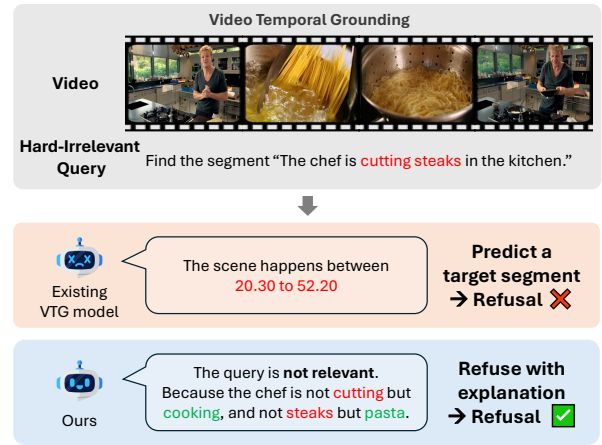 Video Temporal Grounding
Video
Hard-Irrelevant
Query
Find the segment “The chef is cutting steaks in the kitchen.”
Existing
VTG model
The scene happens between
20.30 to 52.20
Predict a
target segment
→ Refusal ❌
Ours
The query is not relevant.
Because the chef is not cutting but
cooking, and not steaks but pasta.
Refuse with
explanation
→ Refusal ✅